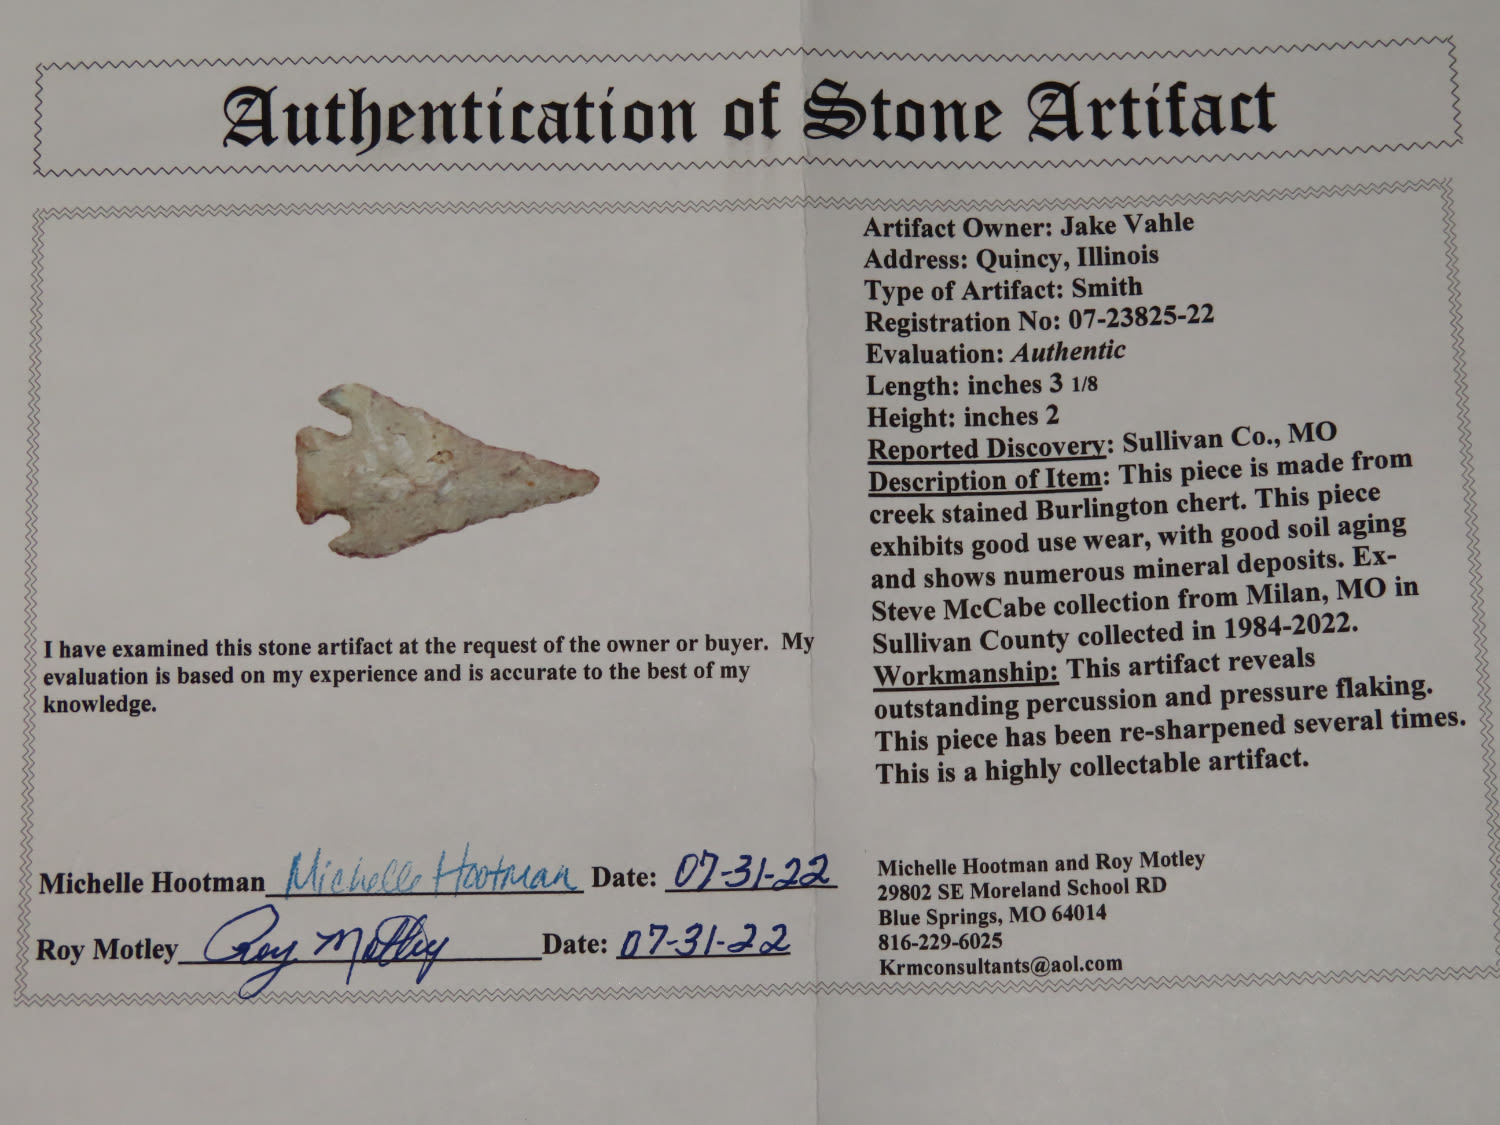 Authentication of Stone Artifact
Artifact Owner: Jake Vahle
Address: Quincy, Illinois
Type of Artifact: Smith
Registration No: 07-23825-22
Evaluation: Authentic
Length: inches 3 1/8
Height: inches 2
Reported Discovery: Sullivan Co., MO
Description of Item: This piece is made from
creek stained Burlington chert. This piece
exhibits good use wear, with good soil aging
and shows numerous mineral deposits. Ex-
Steve McCabe collection from Milan, MO in
Sullivan County collected in 1984-2022.
Workmanship: This artifact reveals
outstanding percussion and pressure flaking.
This piece has been re-sharpened several times.
This is a highly collectable artifact.
I have examined this stone artifact at the request of the owner or buyer. My
evaluation is based on my experience and is accurate to the best of my
knowledge.
Michelle Hootman Michelle Hootman Date: 07-31-22
Roy Motley Roy Motley Date: 07-31-22
Michelle Hootman and Roy Motley
29802 SE Moreland School RD
Blue Springs, MO 64014
816-229-6025
Krmconsultants@aol.com